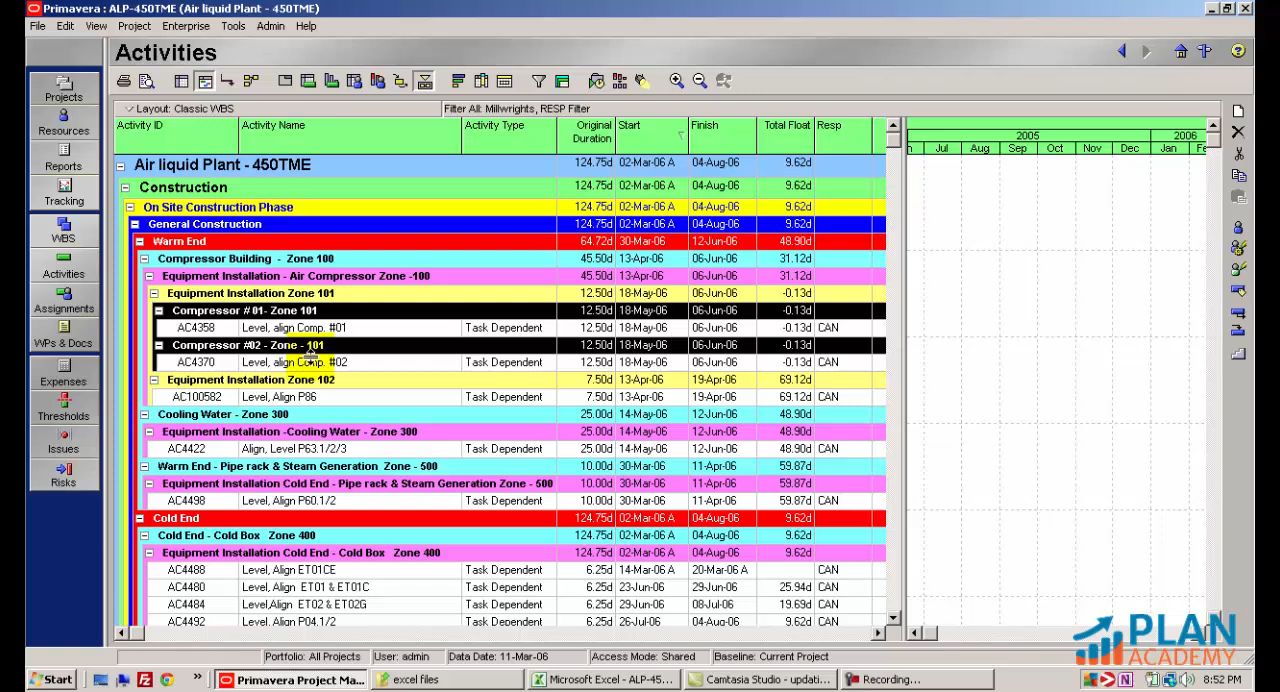 Primavera : ALP-450TME (Air liquid Plant - 450TME)
File Edit View Project Enterprise Tools Admin Help
Activities
Layout: Classic WBS Filter All: Millwrights, RESP Filter
Activity ID Activity Name Activity Type Original Duration Start Finish Total Float Resp
2005 2006
Jul Aug Sep Oct Nov Dec Jan Fe
Air liquid Plant - 450TME 124.75d 02-Mar-06 A 04-Aug-06 9.62d
Construction 124.75d 02-Mar-06 A 04-Aug-06 9.62d
On Site Construction Phase 124.75d 02-Mar-06 A 04-Aug-06 9.62d
General Construction 124.75d 02-Mar-06 A 04-Aug-06 9.62d
Warm End 64.72d 30-Mar-06 12-Jun-06 48.90d
Compressor Building - Zone 100 45.50d 13-Apr-06 06-Jun-06 31.12d
Equipment Installation - Air Compressor Zone -100 45.50d 13-Apr-06 06-Jun-06 31.12d
Equipment Installation Zone 101 12.50d 18-May-06 06-Jun-06 -0.13d
Compressor # 01- Zone 101 12.50d 18-May-06 06-Jun-06 -0.13d
AC4358 Level, align Comp. #01 Task Dependent 12.50d 18-May-06 06-Jun-06 -0.13d CAN
Compressor #02 - Zone - 101 12.50d 18-May-06 06-Jun-06 -0.13d
AC4370 Level, align Comp. #02 Task Dependent 12.50d 18-May-06 06-Jun-06 -0.13d CAN
Equipment Installation Zone 102 7.50d 13-Apr-06 19-Apr-06 69.12d
AC100582 Level, Align P86 Task Dependent 7.50d 13-Apr-06 19-Apr-06 69.12d CAN
Cooling Water - Zone 300 25.00d 14-May-06 12-Jun-06 48.90d
Equipment Installation -Cooling Water - Zone 300 25.00d 14-May-06 12-Jun-06 48.90d
AC4422 Align, Level P63.1/2/3 Task Dependent 25.00d 14-May-06 12-Jun-06 48.90d CAN
Warm End - Pipe rack & Steam Generation Zone - 500 10.00d 30-Mar-06 11-Apr-06 59.87d
Equipment Installation Cold End - Pipe rack & Steam Generation Zone - 500 10.00d 30-Mar-06 11-Apr-06 59.87d
AC4498 Level, Align P60.1/2 Task Dependent 10.00d 30-Mar-06 11-Apr-06 59.87d CAN
Cold End 124.75d 02-Mar-06 A 04-Aug-06 9.62d
Cold End - Cold Box Zone 400 124.75d 02-Mar-06 A 04-Aug-06 9.62d
Equipment Installation Cold End - Cold Box Zone 400 124.75d 02-Mar-06 A 04-Aug-06 9.62d
AC4488 Level, Align ET01CE Task Dependent 6.25d 14-Mar-06 A 20-Mar-06 A CAN
AC4480 Level, Align ET01 & ET01C Task Dependent 6.25d 23-Jun-06 29-Jun-06 25.94d CAN
AC4484 Level,Align ET02 & ET02G Task Dependent 6.25d 29-Jun-06 08-Jul-06 19.69d CAN
AC4492 Level, Align P04.1/2 Task Dependent 6.25d 26-Jul-06 04-Aug-06 9.62d CAN
Projects
Resources
Reports
Tracking
WBS
Activities
Assignments
WPs & Docs
Expenses
Thresholds
Issues
Risks
PLAN ACADEMY
Portfolio: All Projects User: admin Data Date: 11-Mar-06 Access Mode: Shared Baseline: Current Project
Start » Primavera Project Ma... excel files Microsoft Excel - ALP-45... Camtasia Studio - updati... Recording... 8:52 PM